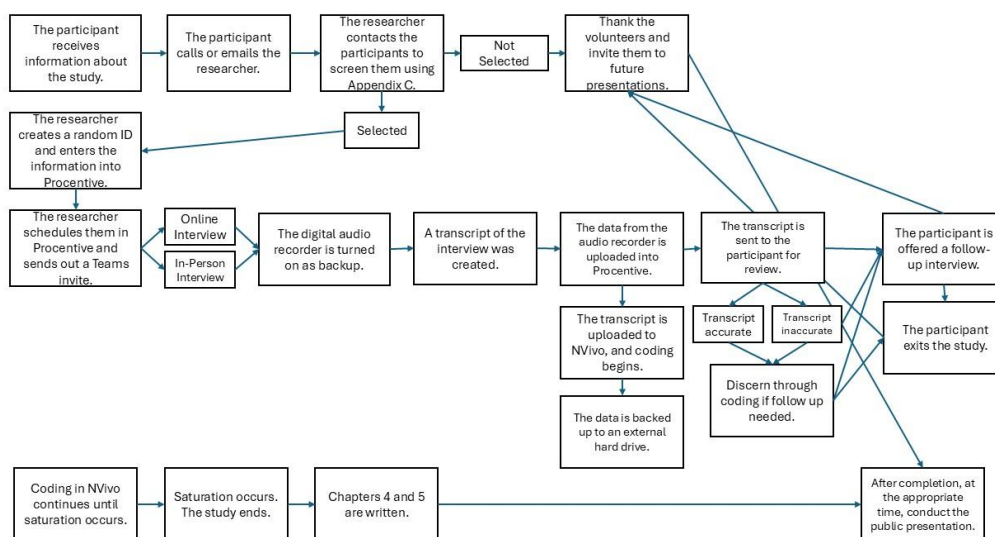 The participant
receives
information about
the study.
The participant
calls or emails the
researcher.
The researcher
contacts the
participants to
screen them using
Appendix C.
Not
Selected
Thank the
volunteers and
invite them to
future
presentations.
Selected
The researcher
creates a random ID
and enters the
information into
Procentive.
The researcher
schedules them in
Procentive and
sends out a Teams
invite.
Online
Interview
In-Person
Interview
The digital audio
recorder is turned
on as backup.
A transcript of the
interview was
created.
The data from the
audio recorder is
uploaded into
Procentive.
The transcript is
sent to the
participant for
review.
The participant
is offered a follow-
up interview.
Transcript
accurate
Transcript
inaccurate
The participant
exits the study.
The transcript is
uploaded to
NVivo, and coding
begins.
Discern through
coding if follow up
needed.
The data is backed
up to an external
hard drive.
Coding in NVivo
continues until
saturation occurs.
Saturation occurs.
The study ends.
Chapters 4 and 5
are written.
After completion, at
the appropriate
time, conduct the
public presentation.